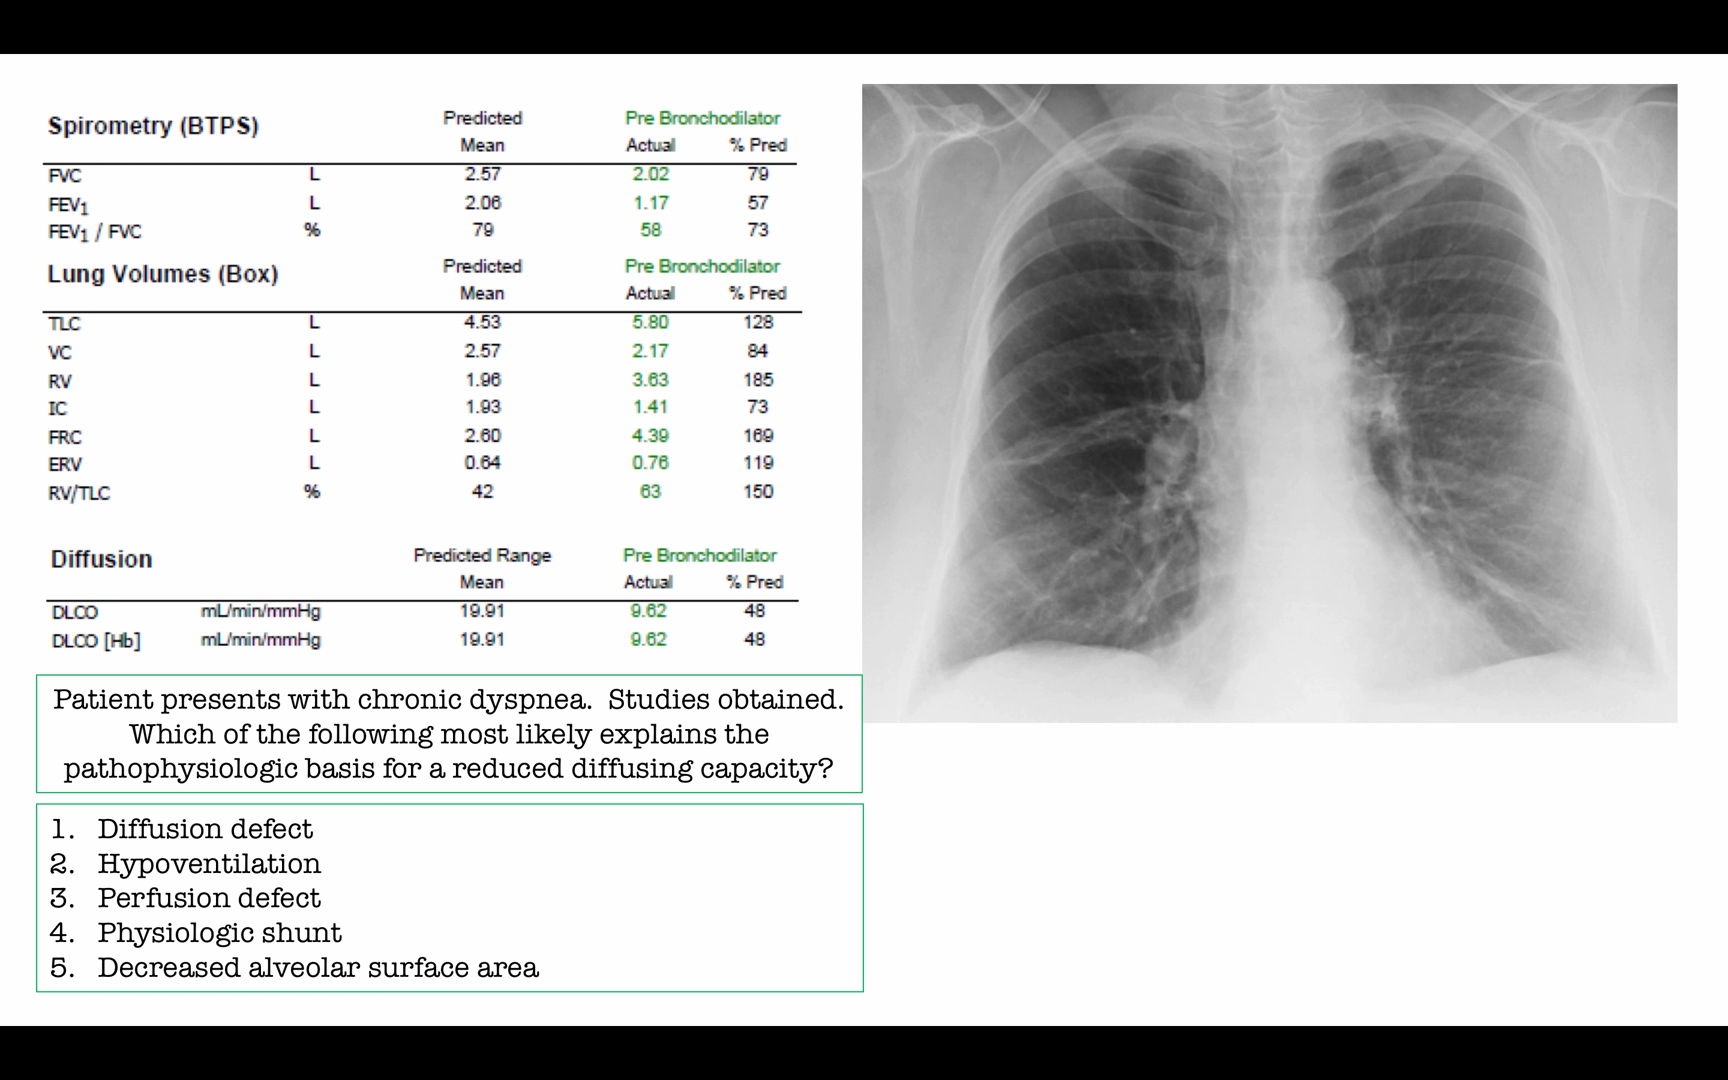 Spirometry (BTPS) Predicted Pre Bronchodilator
Mean Actual % Pred
FVC L 2.57 2.02 79
FEV1 L 2.06 1.17 57
FEV1 / FVC % 79 58 73
Lung Volumes (Box) Predicted Pre Bronchodilator
Mean Actual % Pred
TLC L 4.53 5.80 128
VC L 2.57 2.17 84
RV L 1.96 3.63 185
IC L 1.93 1.41 73
FRC L 2.60 4.39 169
ERV L 0.64 0.76 119
RV/TLC % 42 63 150
Diffusion Predicted Range Pre Bronchodilator
Mean Actual % Pred
DLCO mL/min/mmHg 19.91 9.62 48
DLCO [Hb] mL/min/mmHg 19.91 9.62 48
Patient presents with chronic dyspnea. Studies obtained.
Which of the following most likely explains the
pathophysiologic basis for a reduced diffusing capacity?
1. Diffusion defect
2. Hypoventilation
3. Perfusion defect
4. Physiologic shunt
5. Decreased alveolar surface area